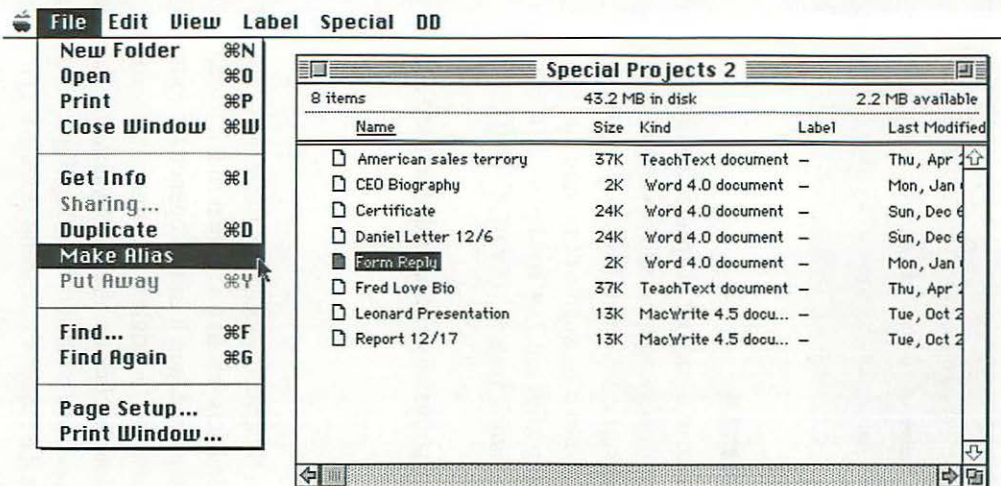 File Edit View Label Special DD
New Folder ⌘N
Open ⌘O
Print ⌘P
Close Window ⌘W
Get Info ⌘I
Sharing...
Duplicate ⌘D
Make Alias
Put Away ⌘Y
Find... ⌘F
Find Again ⌘G
Page Setup...
Print Window...
Special Projects 2
8 items 43.2 MB in disk 2.2 MB available
Name Size Kind Label Last Modified
American sales terrory 37K TeachText document – Thu, Apr
CEO Biography 2K Word 4.0 document – Mon, Jan
Certificate 24K Word 4.0 document – Sun, Dec 6
Daniel Letter 12/6 24K Word 4.0 document – Sun, Dec 6
Form Reply 2K Word 4.0 document – Mon, Jan
Fred Love Bio 37K TeachText document – Thu, Apr
Leonard Presentation 13K MacWrite 4.5 docu... – Tue, Oct 2
Report 12/17 13K MacWrite 4.5 docu... – Tue, Oct 2